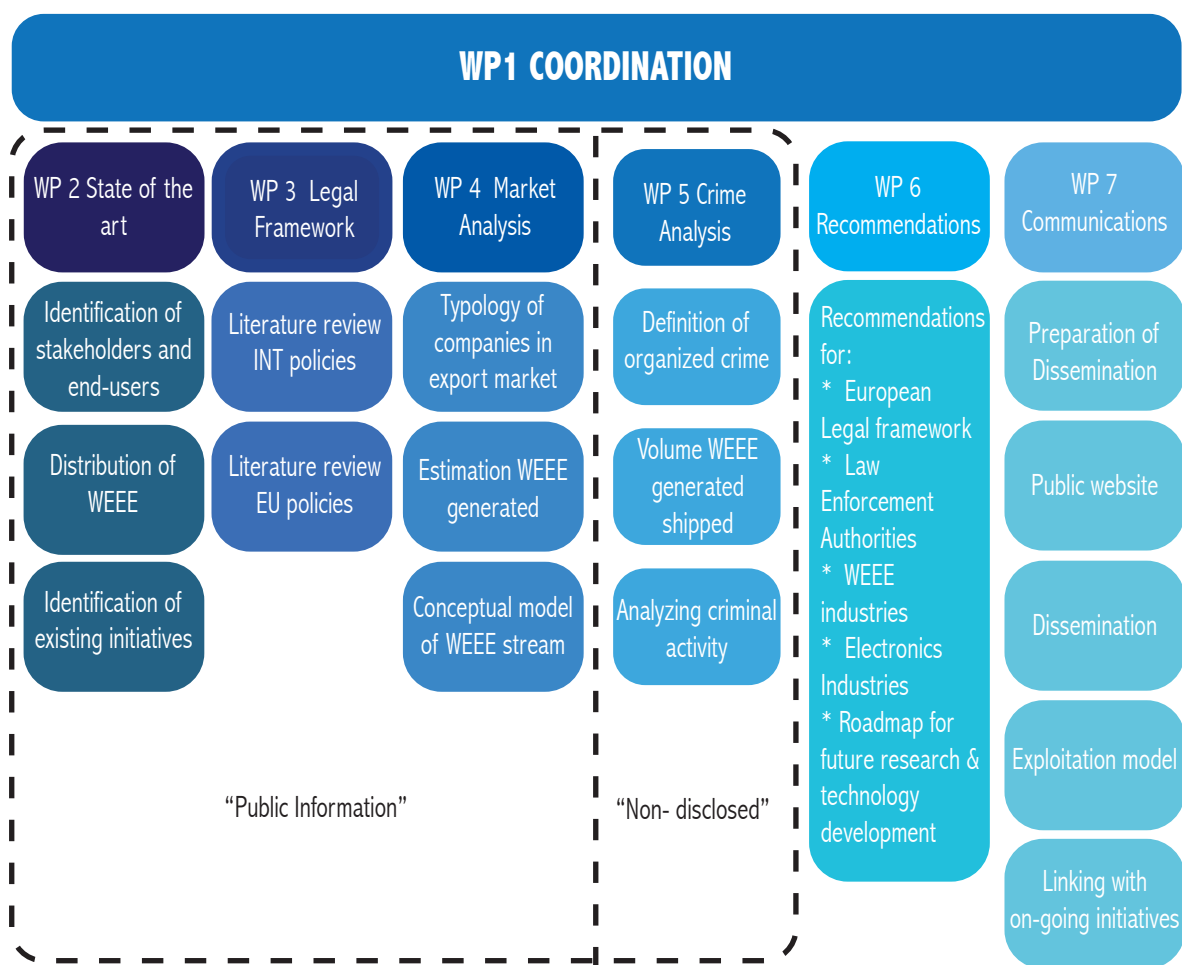 WP1 COORDINATION
WP 2 State of the
art
Identification of
stakeholders and
end-users
Distribution of
WEEE
Identification of
existing initiatives
WP 3 Legal
Framework
Literature review
INT policies
Literature review
EU policies
WP 4 Market
Analysis
Typology of
companies in
export market
Estimation WEEE
generated
Conceptual model
of WEEE stream
“Public Information”
WP 5 Crime
Analysis
Definition of
organized crime
Volume WEEE
generated
shipped
Analyzing criminal
activity
“Non- disclosed”
WP 6
Recommendations
Recommendations
for:
* European
Legal framework
* Law
Enforcement
Authorities
* WEEE
industries
* Electronics
Industries
* Roadmap for
future research &
technology
development
WP 7
Communications
Preparation of
Dissemination
Public website
Dissemination
Exploitation model
Linking with
on-going initiatives